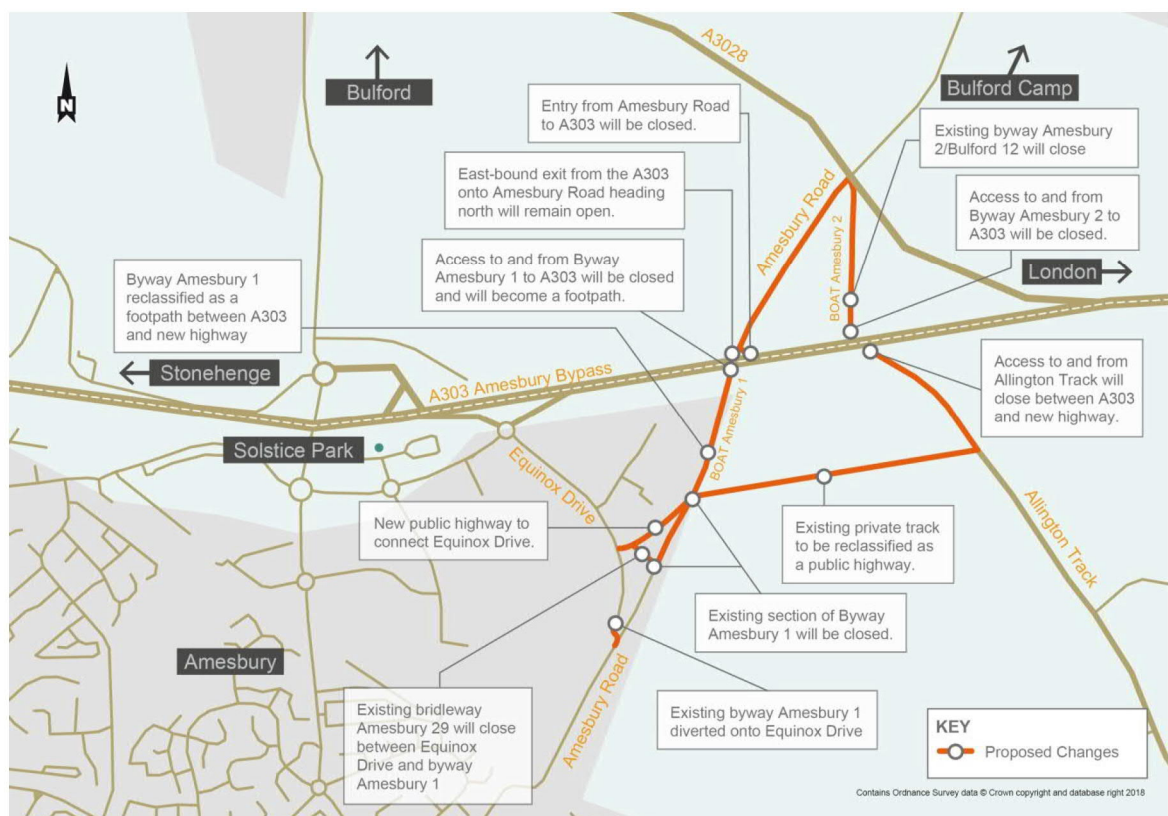 A3028
Bulford
Bulford Camp
N
Entry from Amesbury Road
to A303 will be closed.
Existing byway Amesbury
2/Bulford 12 will close
East-bound exit from the A303
onto Amesbury Road heading
north will remain open.
Amesbury Road
BOAT Amesbury 2
Access to and from
Byway Amesbury 2 to
A303 will be closed.
Access to and from Byway
Amesbury 1 to A303 will be closed
and will become a footpath.
London
Byway Amesbury 1
reclassified as a
footpath between A303
and new highway
Stonehenge
A303 Amesbury Bypass
BOAT Amesbury 1
Access to and from
Allington Track will
close between A303
and new highway.
Solstice Park
Equinox Drive
New public highway to
connect Equinox Drive.
Existing private track
to be reclassified as
a public highway.
Allington Track
Existing section of Byway
Amesbury 1 will be closed.
Amesbury
Amesbury Road
Existing bridleway
Amesbury 29 will close
between Equinox
Drive and byway
Amesbury 1
Existing byway Amesbury 1
diverted onto Equinox Drive
KEY
Proposed Changes
Contains Ordnance Survey data © Crown copyright and database right 2018